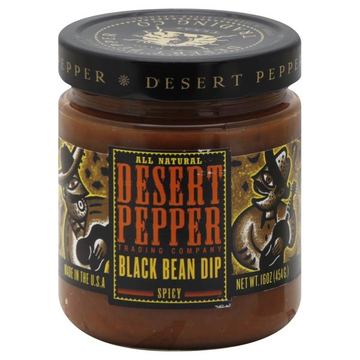 PEPPER * DESERT PEPPER
ALL NATURAL
DESERT
PEPPER
TRADING COMPANY
BLACK BEAN DIP
SPICY
MADE IN THE U.S.A
NET WT. 16OZ (454G.)